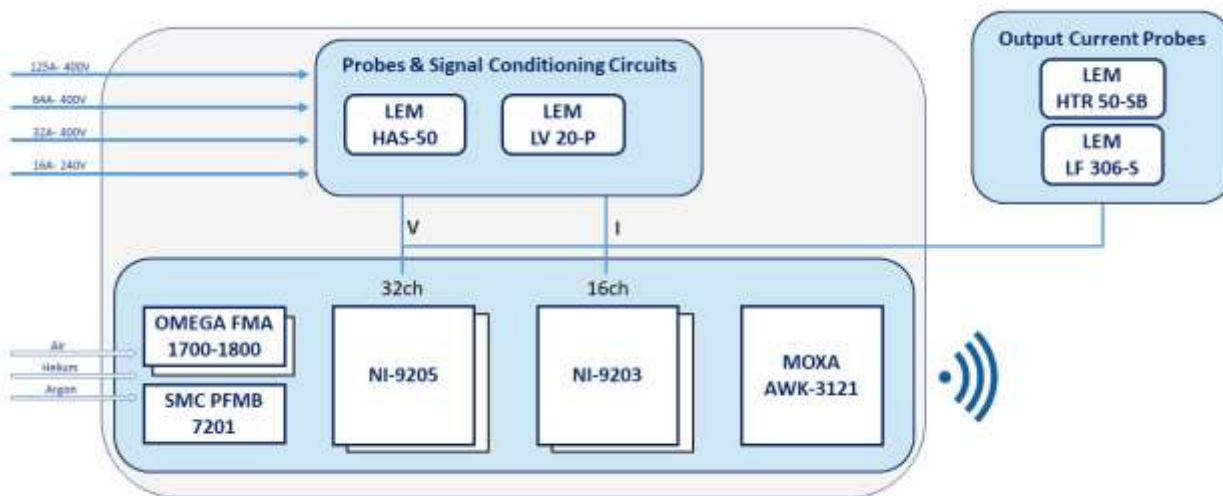 Output Current Probes
LEM
HTR 50-SB
LEM
LF 306-S
125A- 400V
64A- 400V
32A- 400V
16A- 240V
Probes & Signal Conditioning Circuits
LEM
HAS-50
LEM
LV 20-P
V
I
32ch
16ch
OMEGA FMA
1700-1800
SMC PFMB
7201
Air
Helium
Argon
NI-9205
NI-9203
MOXA
AWK-3121